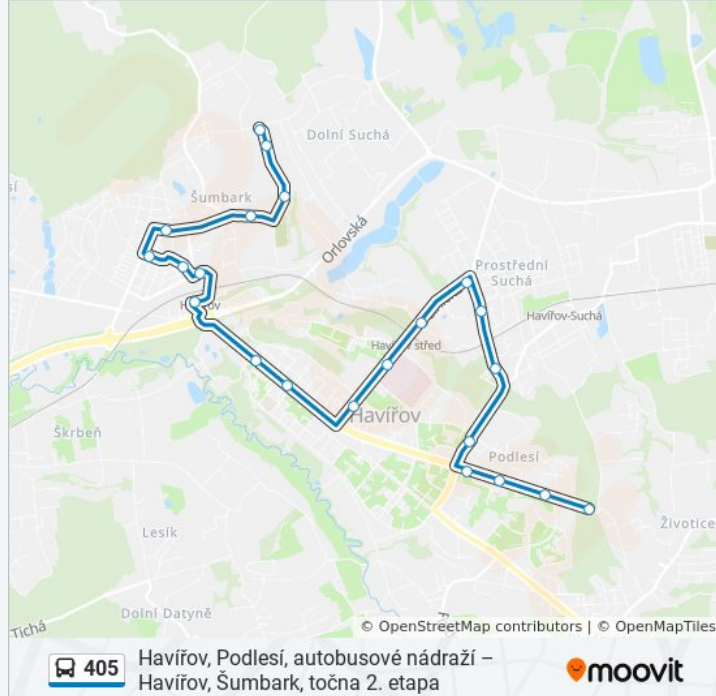 Dolní Suchá
Šumbark
Orlovská
Prostřední
Suchá
Havířov-Suchá
Havířov
Podlesí
Škrbeň
Životice
Lesík
Dolní Datyně
Tichá
© OpenStreetMap contributors | © OpenMapTiles
405
Havířov, Podlesí, autobusové nádraží –
Havířov, Šumbark, točna 2. etapa
moovit